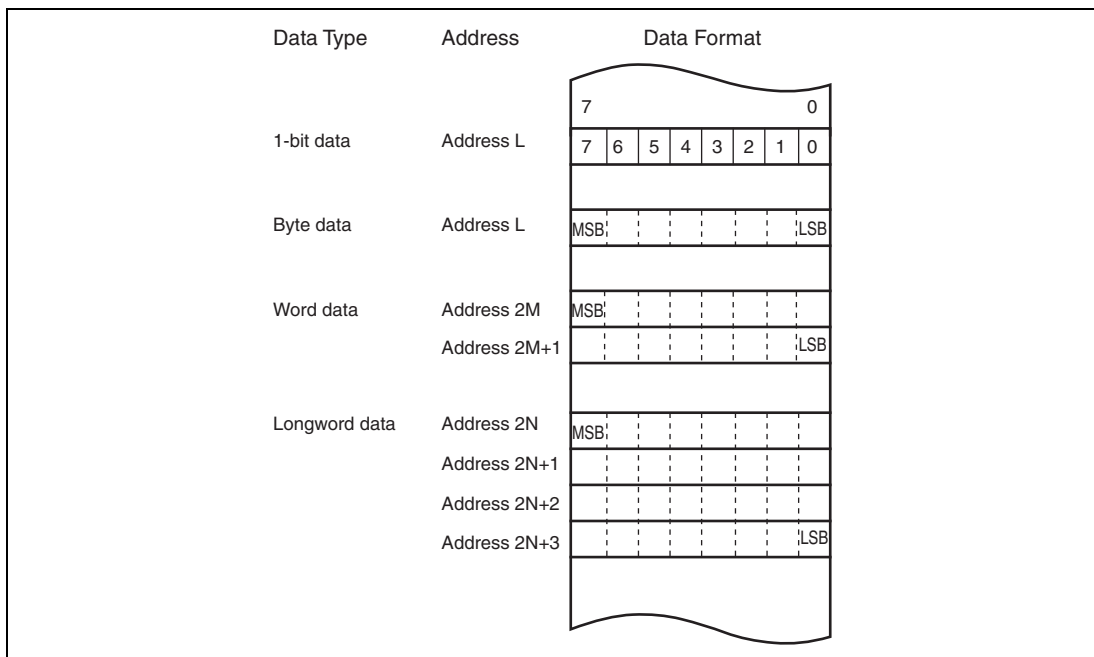 Data Type Address Data Format
7 0
1-bit data Address L 7 6 5 4 3 2 1 0
Byte data Address L MSB LSB
Word data Address 2M MSB
Address 2M+1 LSB
Longword data Address 2N MSB
Address 2N+1
Address 2N+2
Address 2N+3 LSB